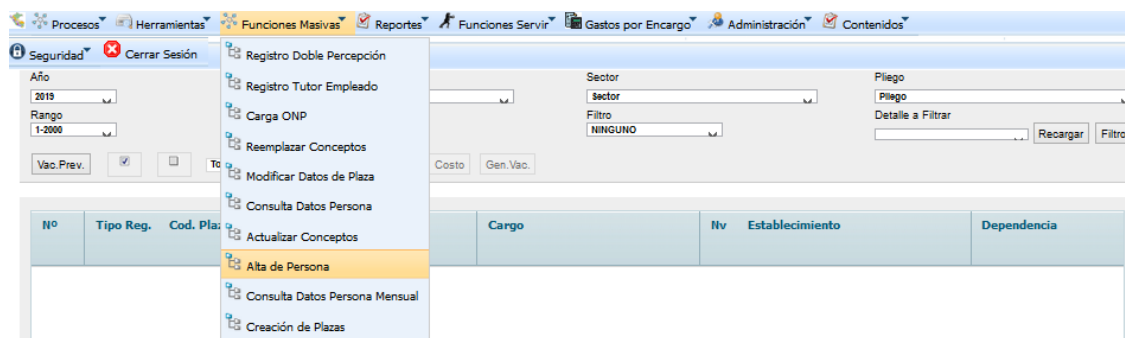 Procesos Herramientas Funciones Masivas Reportes Funciones Servir Gastos por Encargo Administración Contenidos
Seguridad Cerrar Sesión
Registro Doble Percepción
Registro Tutor Empleado
Carga ONP
Reemplazar Conceptos
Modificar Datos de Plaza
Consulta Datos Persona
Actualizar Conceptos
Alta de Persona
Consulta Datos Persona Mensual
Creación de Plazas
Año Sector Pliego
2019 Sector Pliego
Rango Filtro Detalle a Filtrar
1-2000 NINGUNO Recargar
Vac.Prev. Costo Gen.Vac.
Nº Tipo Reg. Cargo Nv Establecimiento Dependencia
Cod.